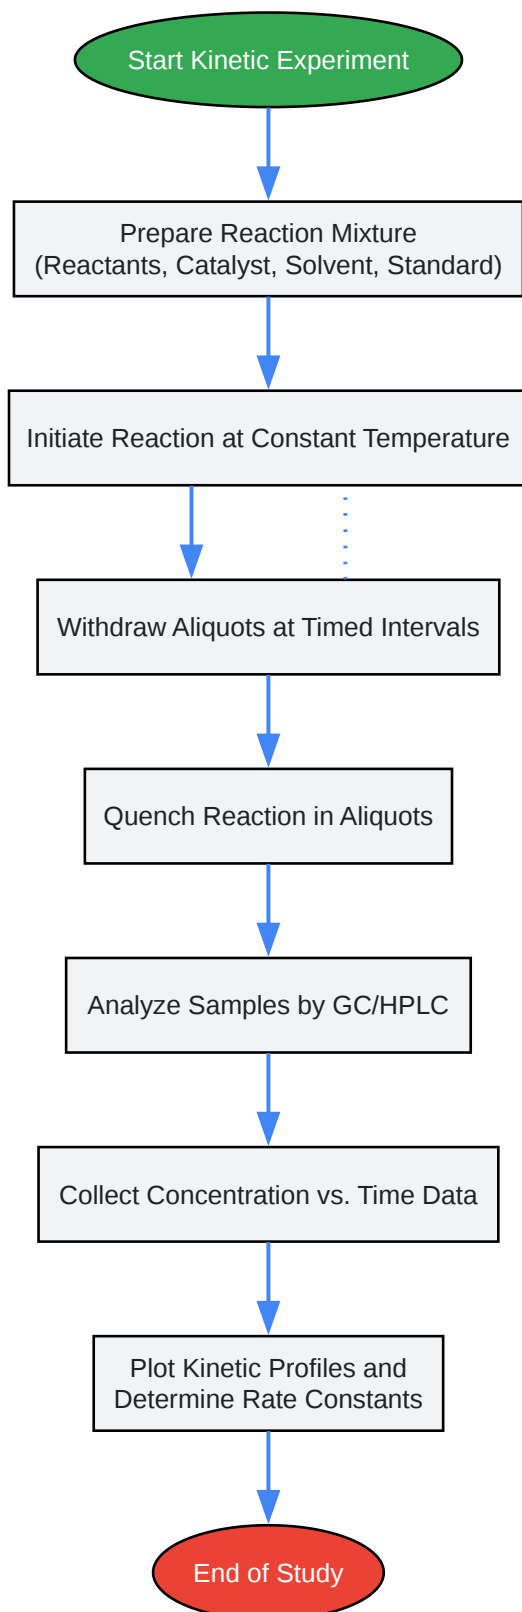 Start Kinetic Experiment
Prepare Reaction Mixture
(Reactants, Catalyst, Solvent, Standard)
Initiate Reaction at Constant Temperature
Withdraw Aliquots at Timed Intervals
Quench Reaction in Aliquots
Analyze Samples by GC/HPLC
Collect Concentration vs. Time Data
Plot Kinetic Profiles and
Determine Rate Constants
End of Study